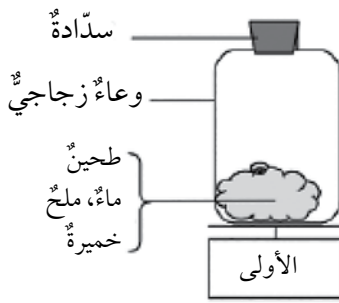 سدّادةٌ
وعاءٌ زجاجيٌّ
طحينٌ
ماءٌ، ملحٌ
خميرةٌ
الأولى